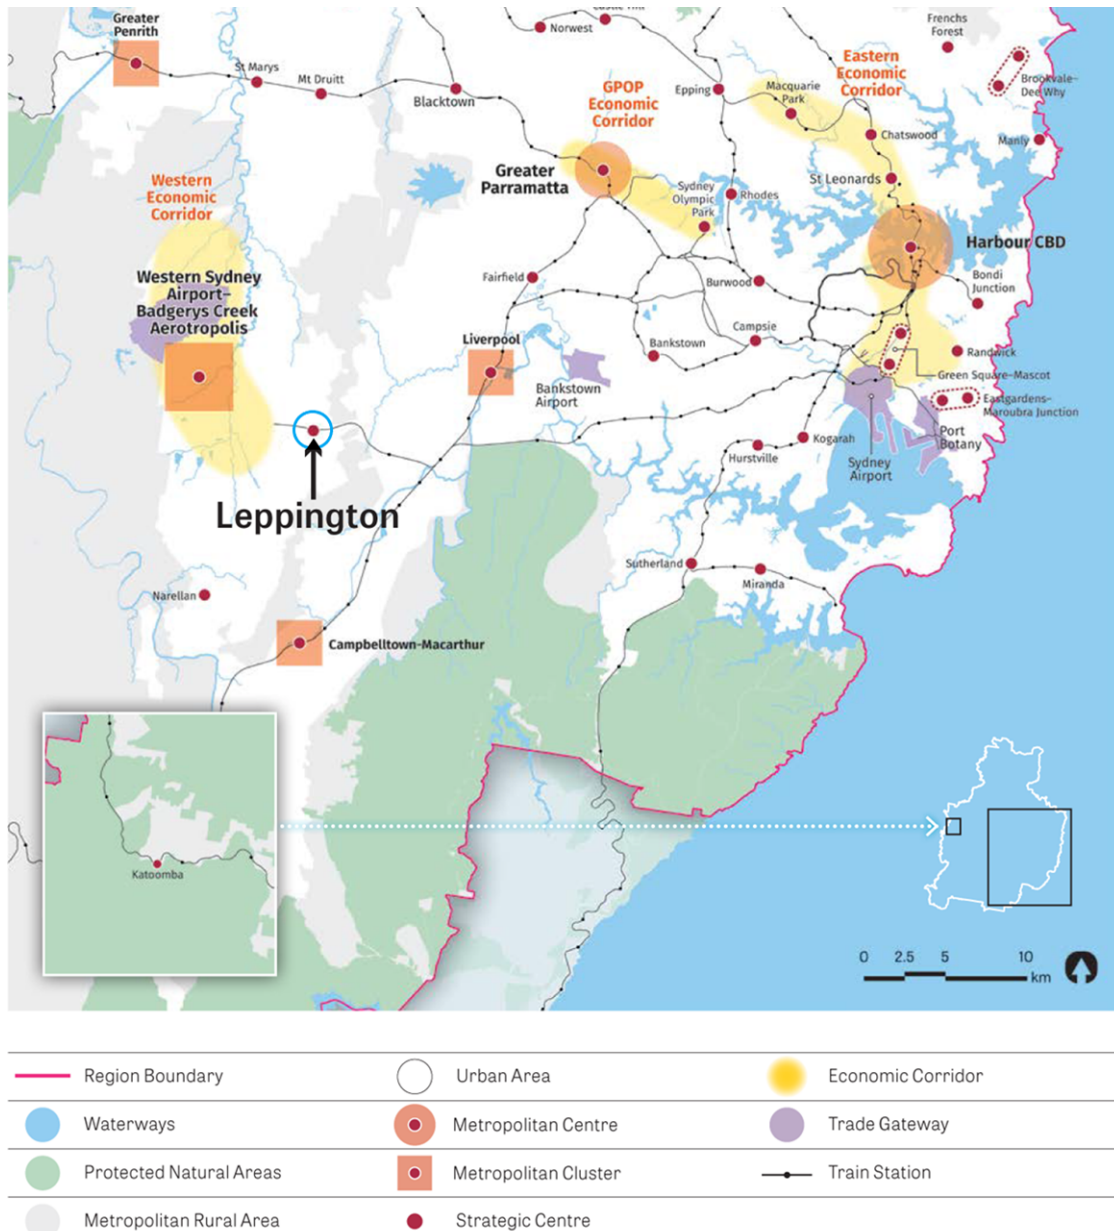 Greater
Penrith
St Marys
Mt Druitt
Blacktown
Norwest
Castle Hill
GPOP
Economic
Corridor
Epping
Macquarie
Park
Eastern
Economic
Corridor
Frenchs
Forest
Brookvale–
Dee Why
Chatswood
Manly
Western
Economic
Corridor
Greater
Parramatta
Sydney
Olympic
Park
Rhodes
St Leonards
Harbour CBD
Western Sydney
Airport–
Badgerys Creek
Aerotropolis
Fairfield
Burwood
Bondi
Junction
Liverpool
Bankstown
Airport
Bankstown
Campsie
Randwick
Green Square–Mascot
Eastgardens–
Maroubra Junction
Port
Botany
Kogarah
Hurstville
Sydney
Airport
Leppington
Sutherland
Miranda
Narellan
Campbelltown-Macarthur
Katoomba
0 2.5 5 10
km
Region Boundary
Urban Area
Economic Corridor
Waterways
Metropolitan Centre
Trade Gateway
Protected Natural Areas
Metropolitan Cluster
Train Station
Metropolitan Rural Area
Strategic Centre